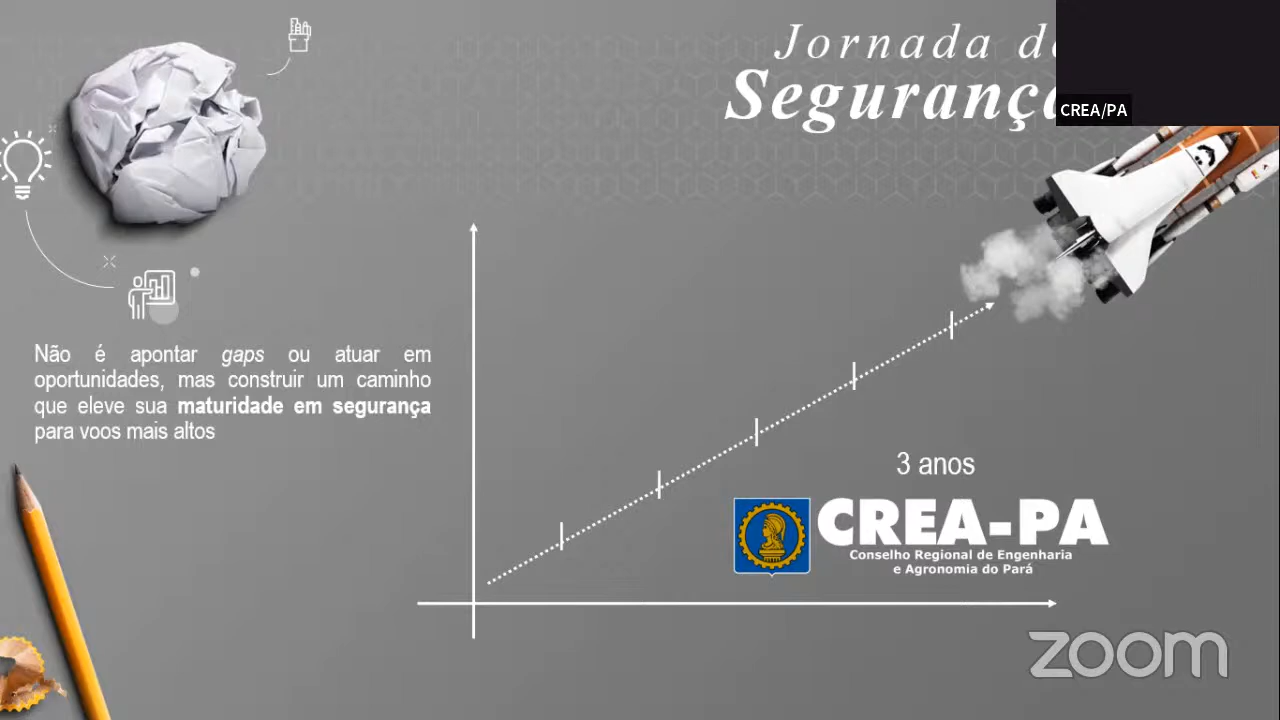 Jornada d
Seguranç
CREA/PA
Não é apontar gaps ou atuar em
oportunidades, mas construir um caminho
que eleve sua maturidade em segurança
para voos mais altos
3 anos
CREA-PA
Conselho Regional de Engenharia
e Agronomia do Pará
zoom